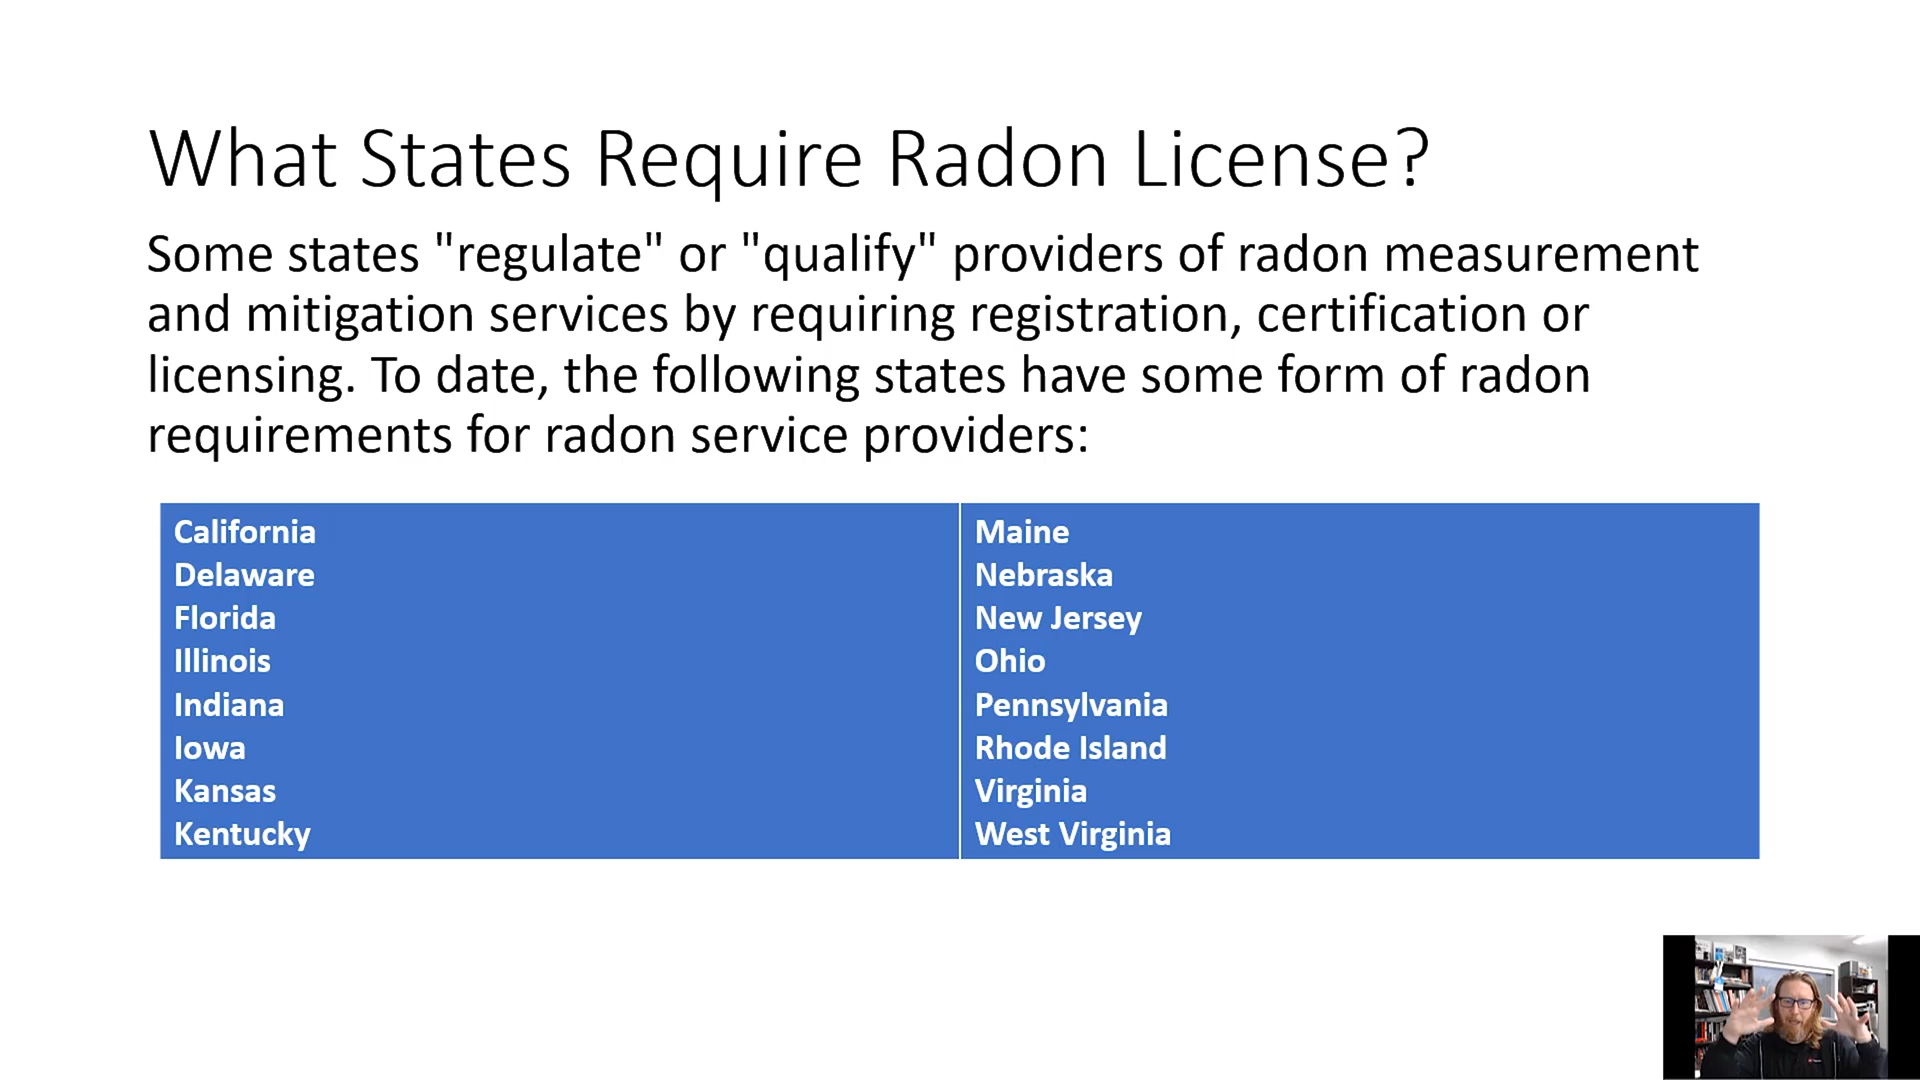 What States Require Radon License?
Some states "regulate" or "qualify" providers of radon measurement
and mitigation services by requiring registration, certification or
licensing. To date, the following states have some form of radon
requirements for radon service providers:
California
Delaware
Florida
Illinois
Indiana
Iowa
Kansas
Kentucky
Maine
Nebraska
New Jersey
Ohio
Pennsylvania
Rhode Island
Virginia
West Virginia